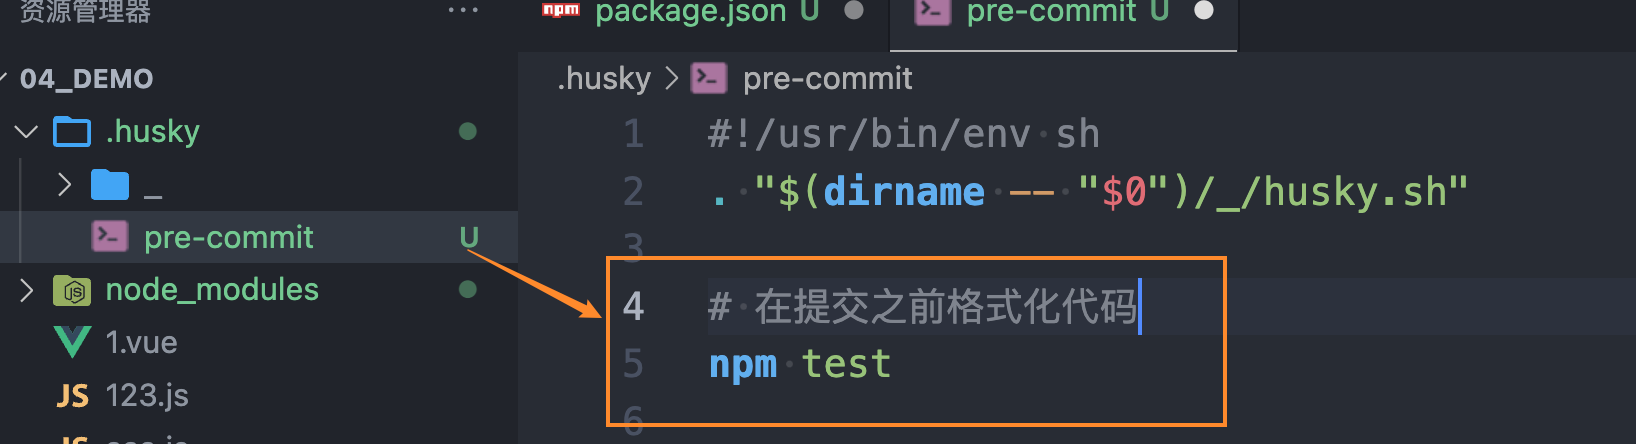 资源管理器 ···
npm package.json U
pre-commit U
04_DEMO
.husky > pre-commit
.husky
_
pre-commit U
node_modules
1.vue
JS 123.js
1 #!/usr/bin/env sh
2 . "$(dirname -- "$0")/_/husky.sh"
3
4 # 在提交之前格式化代码
5 npm test
6